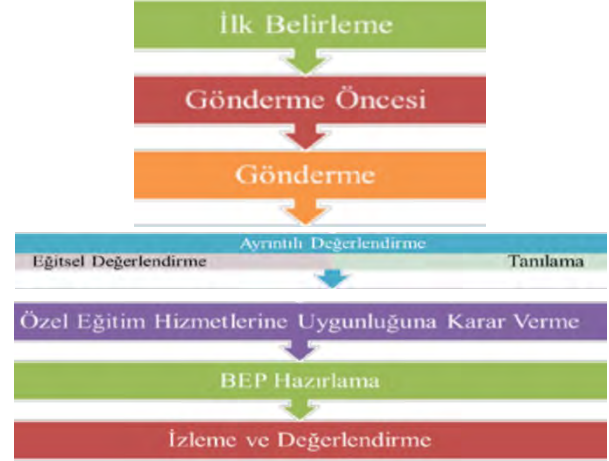 İlk Belirleme
Gönderme Öncesi
Gönderme
Ayrıntılı Değerlendirme
Eğitsel Değerlendirme Tanılama
Özel Eğitim Hizmetlerine Uygunluğuna Karar Verme
BEP Hazırlama
İzleme ve Değerlendirme